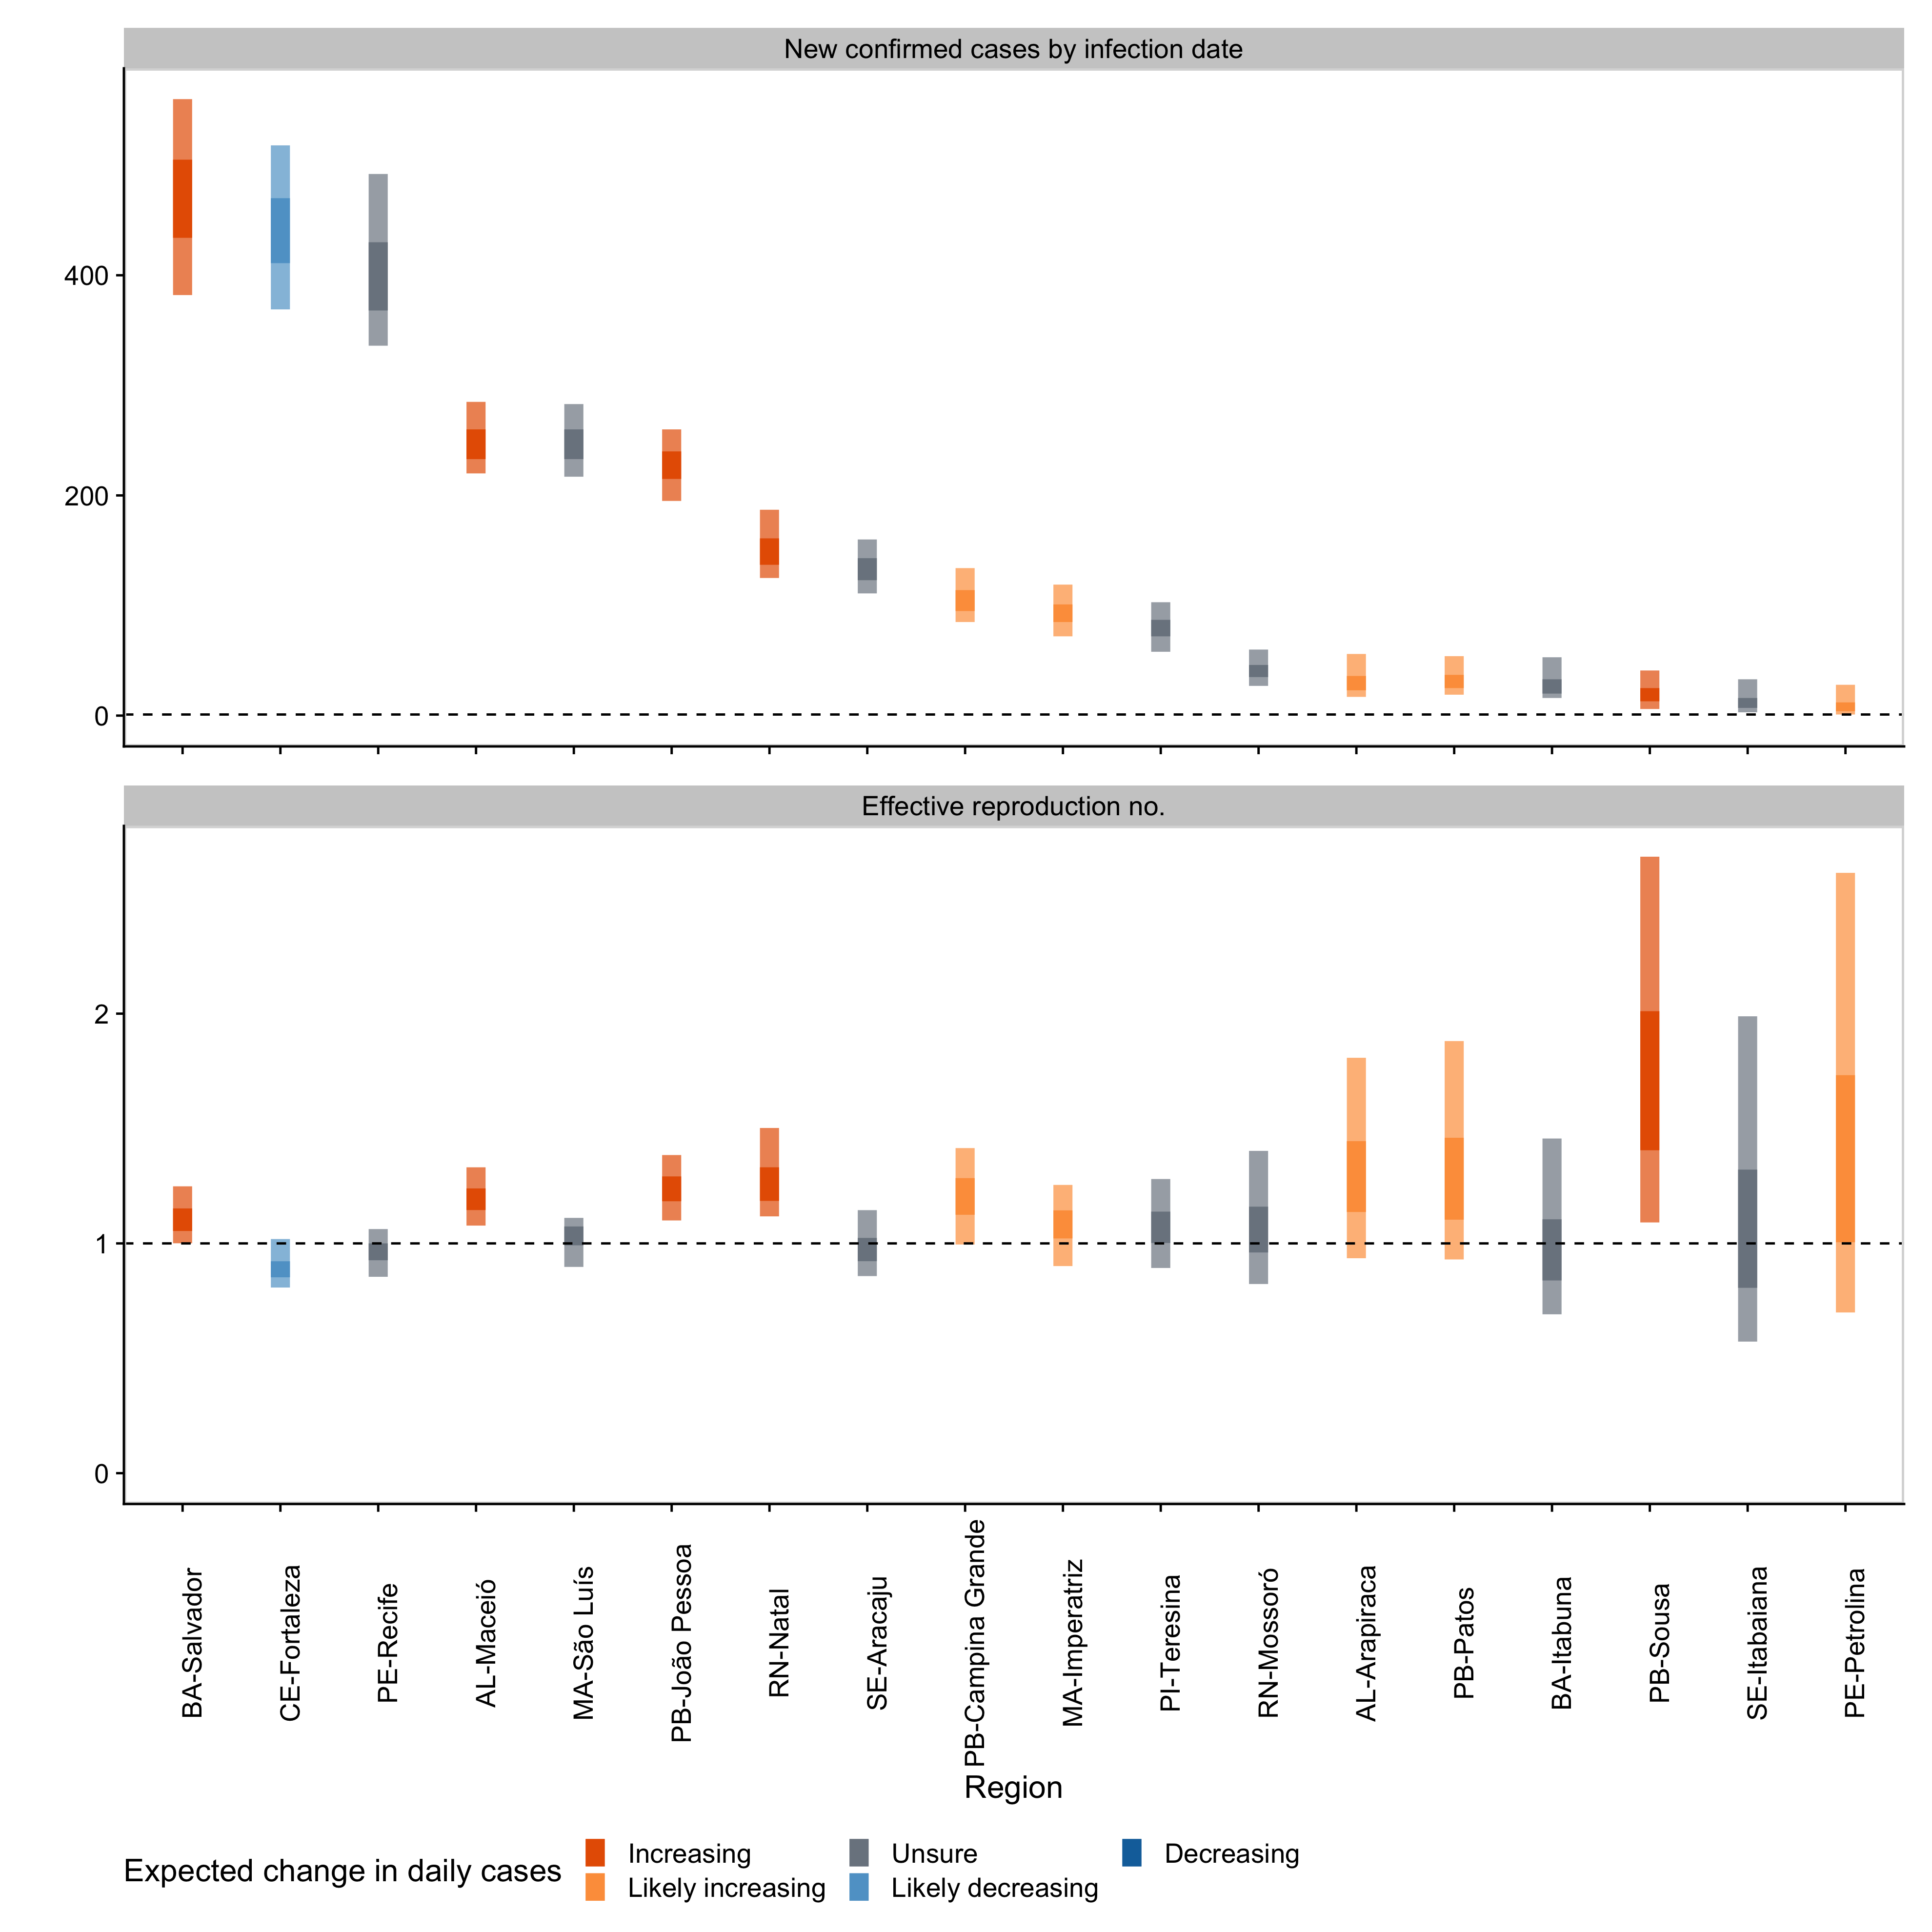 New confirmed cases by infection date
400
200
0
Effective reproduction no.
2
1
0
BA-Salvador
CE-Fortaleza
PE-Recife
AL-Maceió
MA-São Luís
PB-João Pessoa
RN-Natal
SE-Aracaju
PB-Campina Grande
MA-Imperatriz
PI-Teresina
RN-Mossoró
AL-Arapiraca
PB-Patos
BA-Itabuna
PB-Sousa
SE-Itabaiana
PE-Petrolina
Region
Expected change in daily cases
Increasing
Likely increasing
Unsure
Likely decreasing
Decreasing